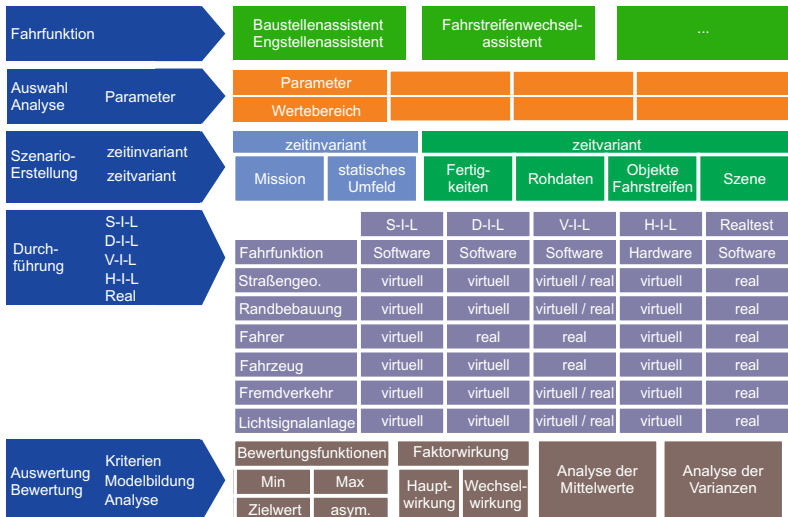 Fahrfunktion
Baustellenassistent
Engstellenassistent
Fahrstreifenwechsel-
assistent
...
Auswahl
Analyse
Parameter
Parameter
Wertebereich
Szenario-
Erstellung
zeitinvariant
zeitvariant
zeitinvariant
zeitvariant
Mission
statisches
Umfeld
Fertig-
keiten
Rohdaten
Objekte
Fahrstreifen
Szene
Durch-
führung
S-I-L
D-I-L
V-I-L
H-I-L
Real
S-I-L D-I-L V-I-L H-I-L Realtest
Fahrfunktion Software Software Software Hardware Software
Straßengeo. virtuell virtuell virtuell / real virtuell real
Randbebauung virtuell virtuell virtuell / real virtuell real
Fahrer virtuell real real virtuell real
Fahrzeug virtuell virtuell real virtuell real
Fremdverkehr virtuell virtuell virtuell / real virtuell real
Lichtsignalanlage virtuell virtuell virtuell / real virtuell real
Auswertung
Bewertung
Kriterien
Modelbildung
Analyse
Bewertungsfunktionen
Min Max
Zielwert asym.
Faktorwirkung
Haupt-
wirkung
Wechsel-
wirkung
Analyse der
Mittelwerte
Analyse der
Varianzen